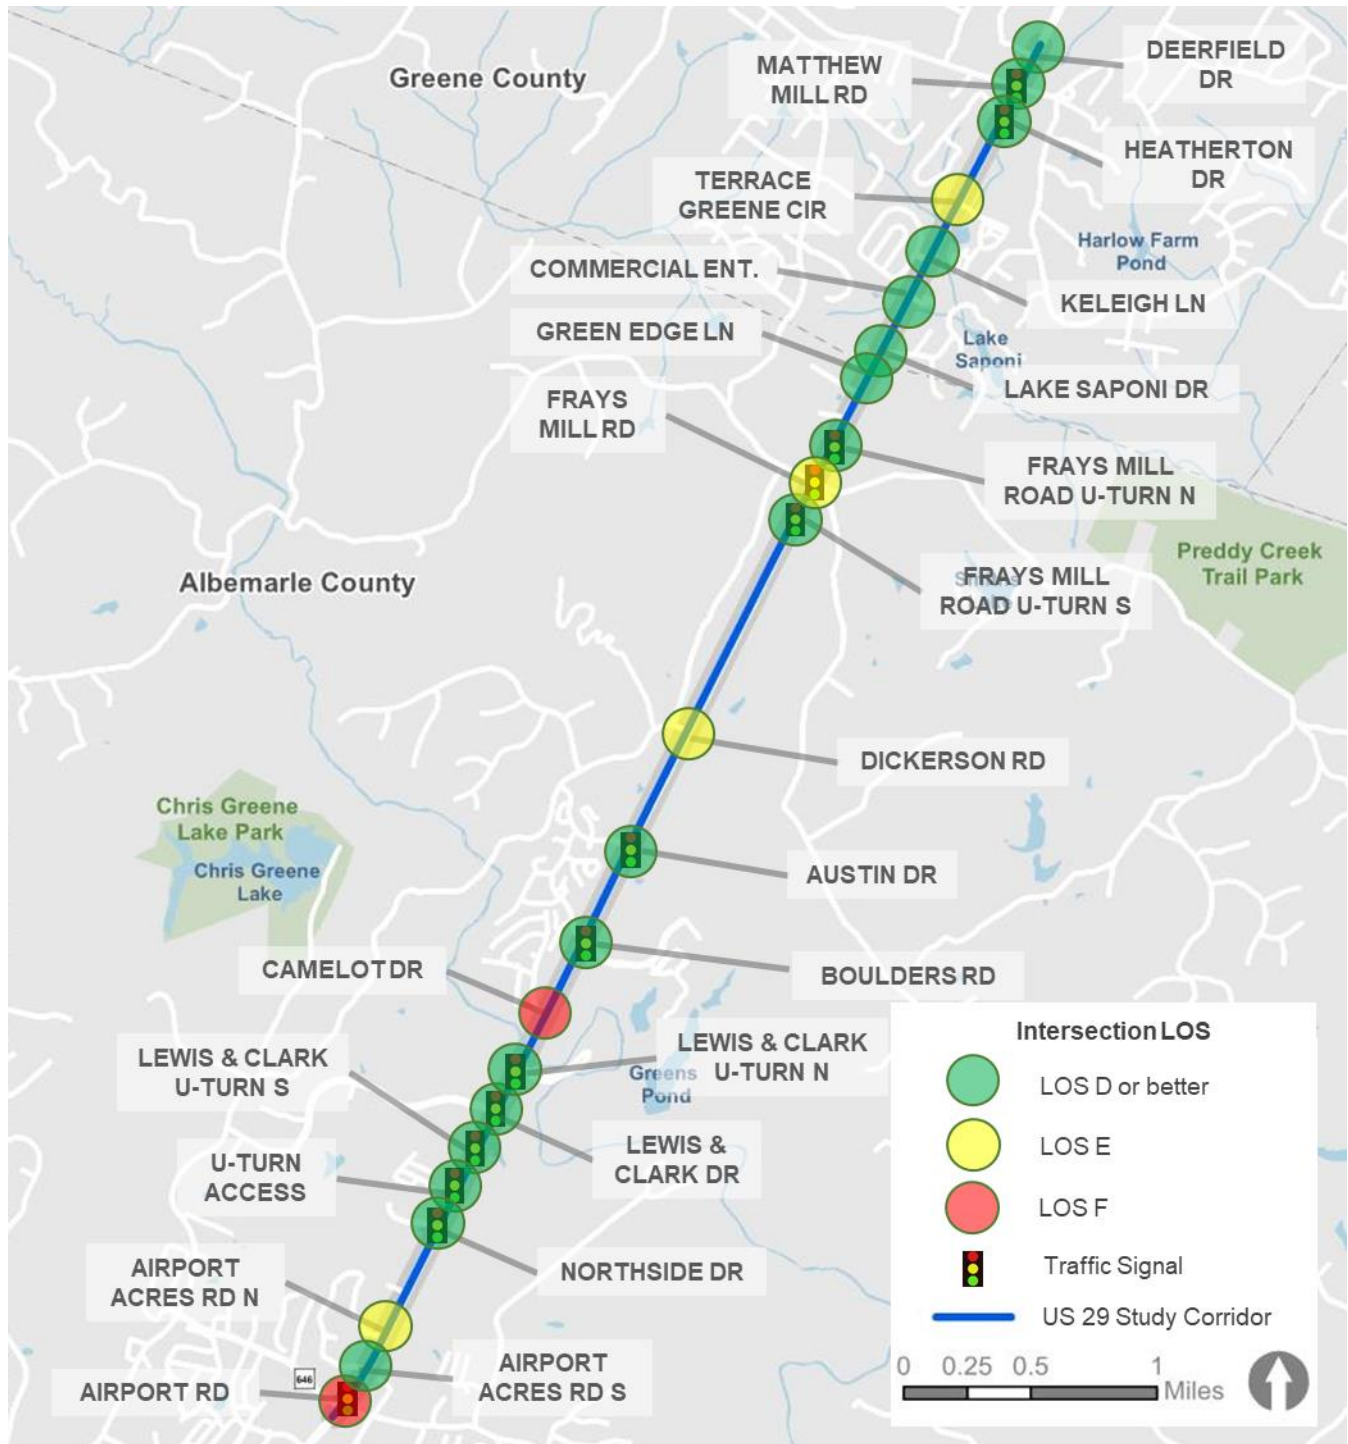 Greene County
MATTHEW
MILL RD
DEERFIELD
DR
HEATHERTON
DR
TERRACE
GREENE CIR
Harlow Farm
Pond
COMMERCIAL ENT.
KELEIGH LN
GREEN EDGE LN
Lake
Saponi
LAKE SAPONI DR
FRAYS
MILL RD
FRAYS MILL
ROAD U-TURN N
Preddy Creek
Trail Park
Albemarle County
FRAYS MILL
ROAD U-TURN S
DICKERSON RD
Chris Greene
Lake Park
Chris Greene
Lake
AUSTIN DR
CAMELOT DR
BOULDERS RD
LEWIS & CLARK
U-TURN S
LEWIS & CLARK
U-TURN N
Greens
Pond
U-TURN
ACCESS
LEWIS &
CLARK DR
AIRPORT
ACRES RD N
NORTHSIDE DR
646
AIRPORT RD
AIRPORT
ACRES RD S
Intersection LOS
LOS D or better
LOS E
LOS F
Traffic Signal
US 29 Study Corridor
0 0.25 0.5 1
Miles